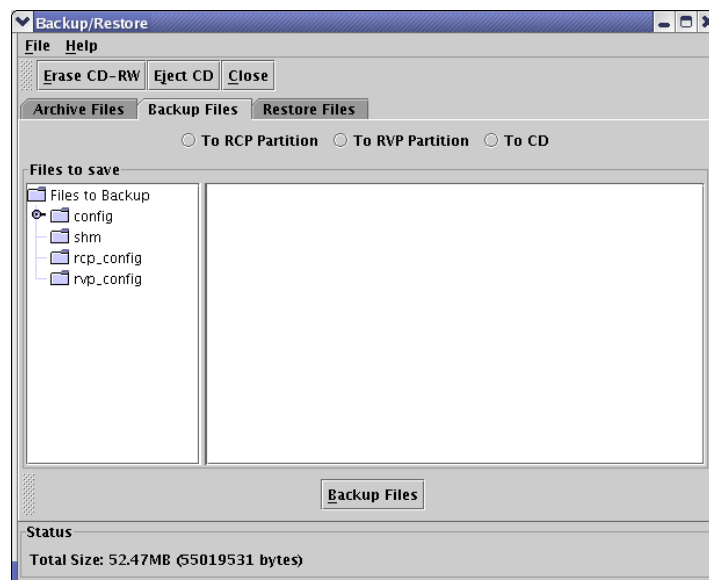 Backup/Restore
File Help
Erase CD-RW Eject CD Close
Archive Files Backup Files Restore Files
To RCP Partition To RVP Partition To CD
Files to save
Files to Backup
config
shm
rcp_config
rvp_config
Backup Files
Status
Total Size: 52.47MB (55019531 bytes)